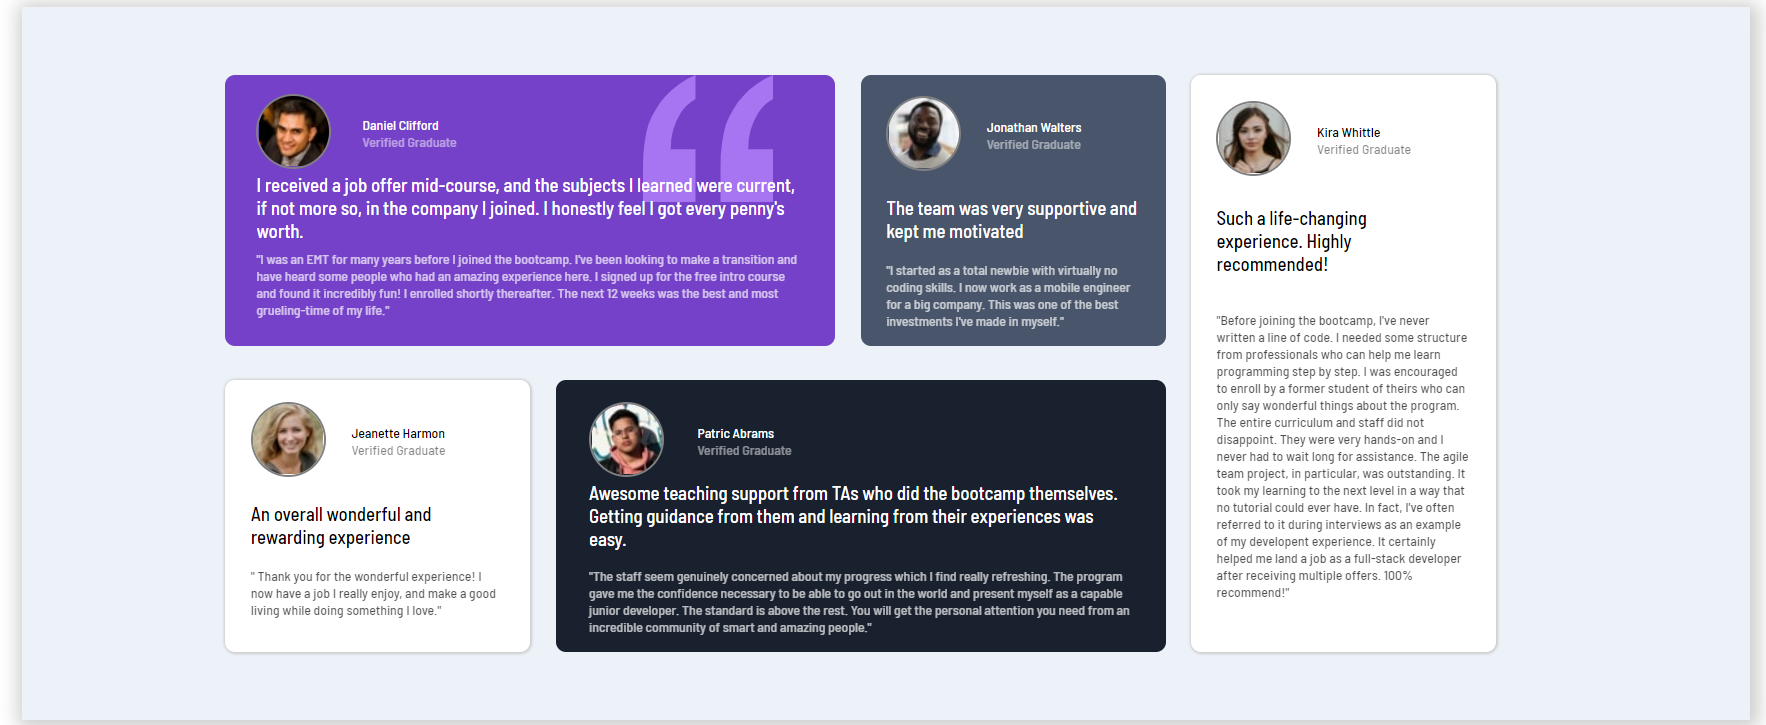 Daniel Clifford
Verified Graduate
I received a job offer mid-course, and the subjects I learned were current,
if not more so, in the company I joined. I honestly feel I got every penny's
worth.
"I was an EMT for many years before I joined the bootcamp. I've been looking to make a transition and
have heard some people who had an amazing experience here. I signed up for the free intro course
and found it incredibly fun! I enrolled shortly thereafter. The next 12 weeks was the best and most
grueling-time of my life."
Jonathan Walters
Verified Graduate
The team was very supportive and
kept me motivated
"I started as a total newbie with virtually no
coding skills. I now work as a mobile engineer
for a big company. This was one of the best
investments I've made in myself."
Kira Whittle
Verified Graduate
Such a life-changing
experience. Highly
recommended!
"Before joining the bootcamp, I've never
written a line of code. I needed some structure
from professionals who can help me learn
programming step by step. I was encouraged
to enroll by a former student of theirs who can
only say wonderful things about the program.
The entire curriculum and staff did not
disappoint. They were very hands-on and I
never had to wait long for assistance. The agile
team project, in particular, was outstanding. It
took my learning to the next level in a way that
no tutorial could ever have. In fact, I've often
referred to it during interviews as an example
of my developent experience. It certainly
helped me land a job as a full-stack developer
after receiving multiple offers. 100%
recommend!"
Jeanette Harmon
Verified Graduate
An overall wonderful and
rewarding experience
" Thank you for the wonderful experience! I
now have a job I really enjoy, and make a good
living while doing something I love."
Patric Abrams
Verified Graduate
Awesome teaching support from TAs who did the bootcamp themselves.
Getting guidance from them and learning from their experiences was
easy.
"The staff seem genuinely concerned about my progress which I find really refreshing. The program
gave me the confidence necessary to be able to go out in the world and present myself as a capable
junior developer. The standard is above the rest. You will get the personal attention you need from an
incredible community of smart and amazing people."